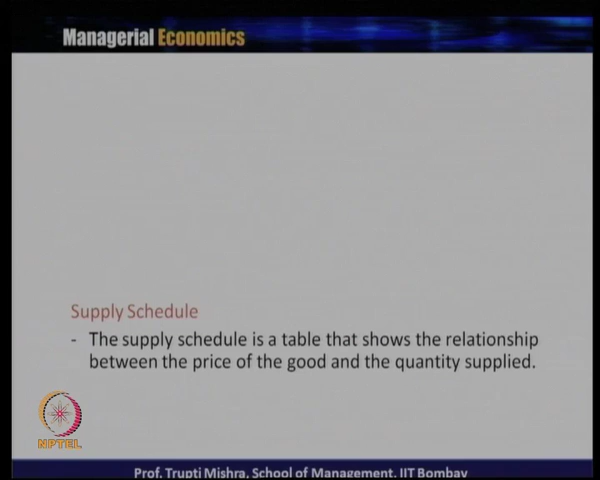 Managerial Economics
Supply Schedule
- The supply schedule is a table that shows the relationship
between the price of the good and the quantity supplied.
NPTEL
Prof. Trupti Mishra, School of Management, IIT Bombay